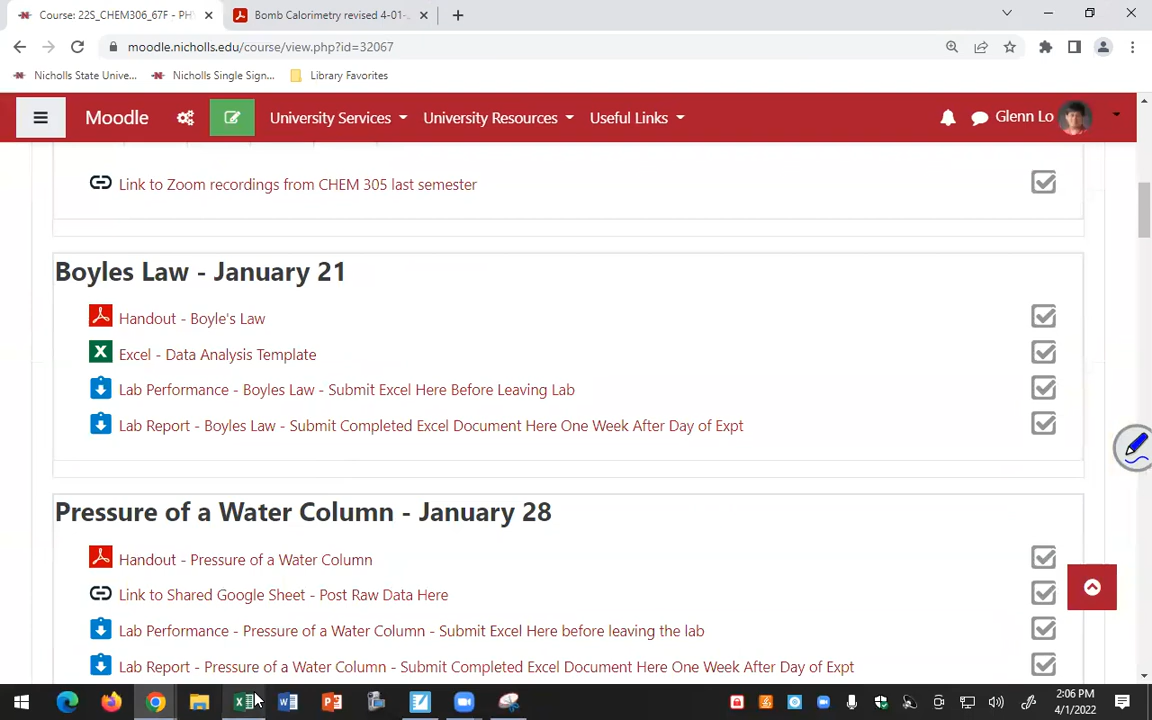 Course: 22S_CHEM306_67F - PH
Bomb Calorimetry revised 4-01-
moodle.nicholls.edu/course/view.php?id=32067
Nicholls State Unive...
Nicholls Single Sign...
Library Favorites
Moodle
University Services
University Resources
Useful Links
Glenn Lo
Link to Zoom recordings from CHEM 305 last semester
Boyles Law - January 21
Handout - Boyle's Law
Excel - Data Analysis Template
Lab Performance - Boyles Law - Submit Excel Here Before Leaving Lab
Lab Report - Boyles Law - Submit Completed Excel Document Here One Week After Day of Expt
Pressure of a Water Column - January 28
Handout - Pressure of a Water Column
Link to Shared Google Sheet - Post Raw Data Here
Lab Performance - Pressure of a Water Column - Submit Excel Here before leaving the lab
Lab Report - Pressure of a Water Column - Submit Completed Excel Document Here One Week After Day of Expt
2:06 PM
4/1/2022